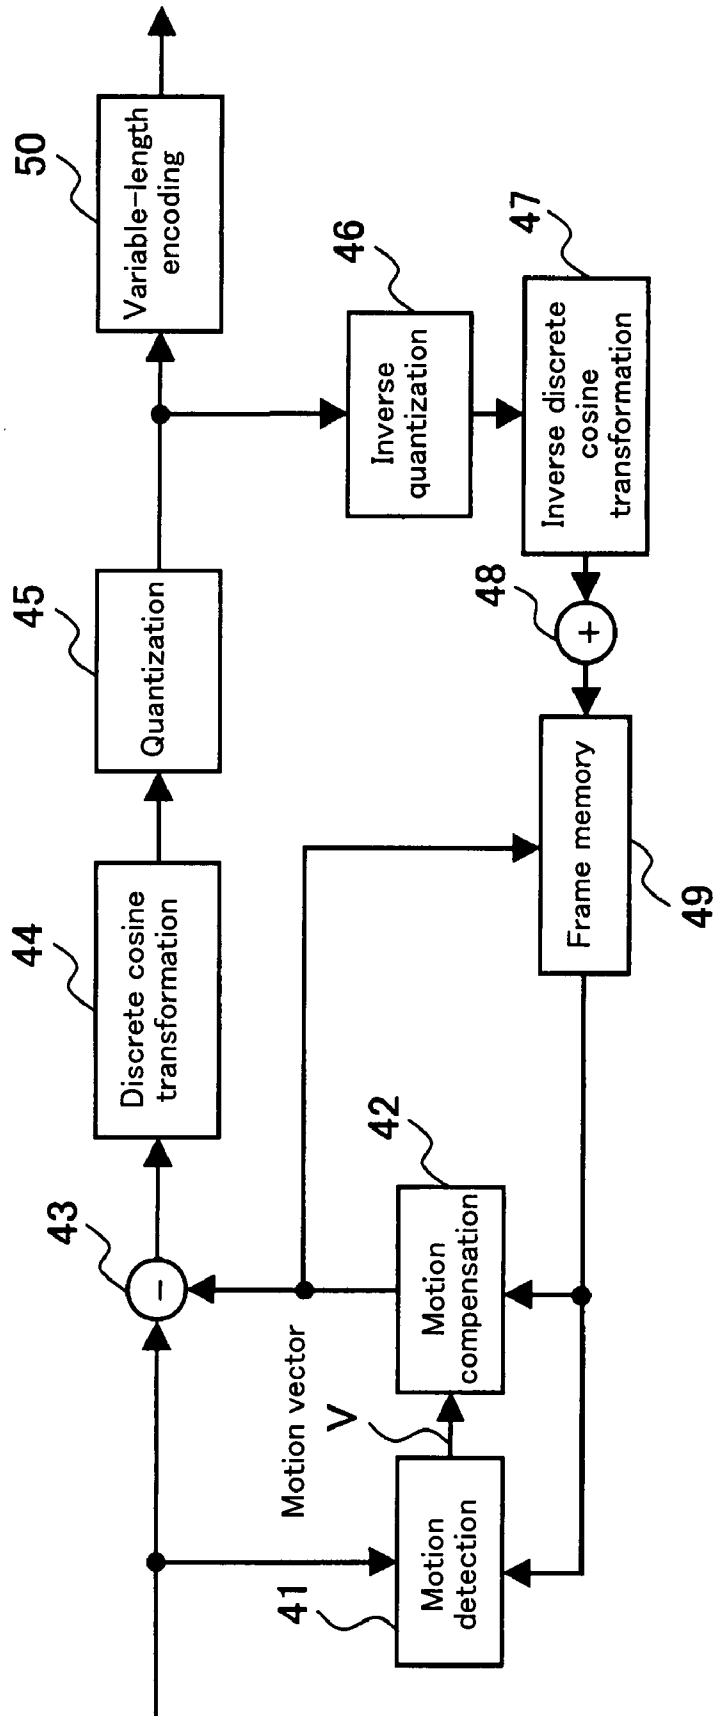 50
Variable-length
encoding
46
Inverse
quantization
47
Inverse discrete
cosine
transformation
45
Quantization
48
+
44
Discrete cosine
transformation
Frame memory
49
43
-
42
Motion
compensation
Motion vector
V
41
Motion
detection